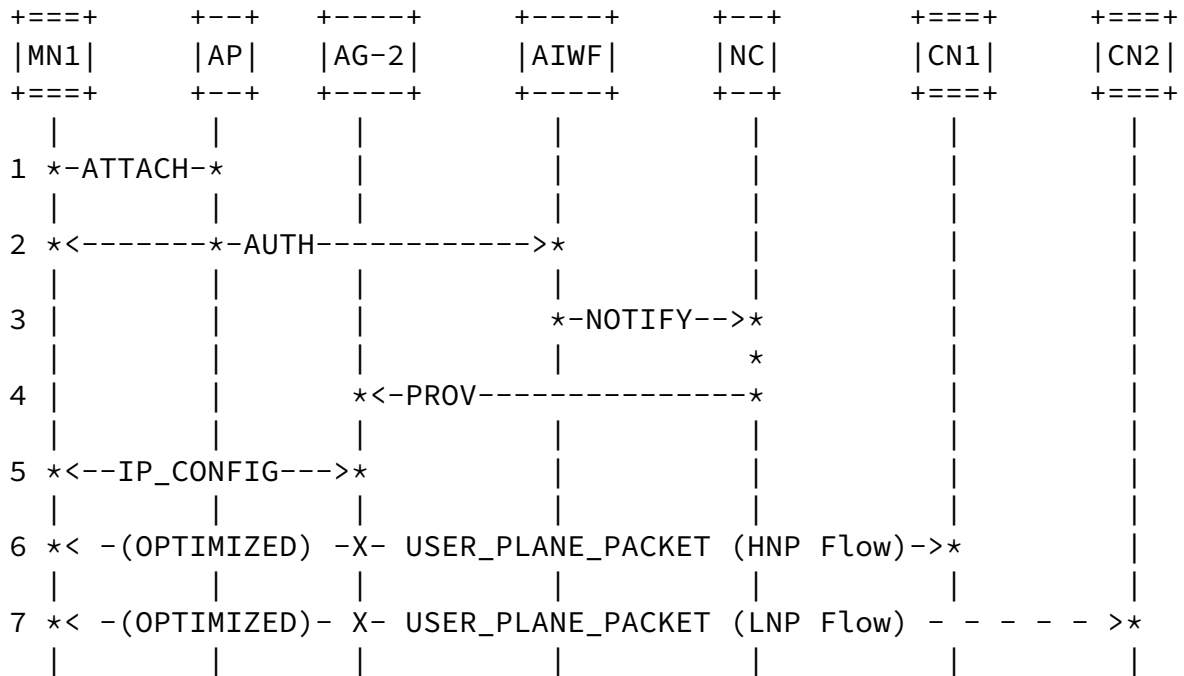 +===+      +--+   +----+     +----+     +--+       +===+     +===+
|MN1|      |AP|   |AG-2|     |AIWF|     |NC|       |CN1|     |CN2|
+===+      +--+   +----+     +----+     +--+       +===+     +===+
  |        |       |          |          |          |         |
1 *-ATTACH-*       |          |          |          |         |
  |        |       |          |          |          |         |
2 *<-------*-AUTH------------>*          |          |         |
  |        |       |          |          |          |         |
3 |        |       |          *-NOTIFY-->*          |         |
  |        |       |          |          *          |         |
4 |        |       *<-PROV---------------*          |         |
  |        |       |          |          |          |         |
5 *<--IP_CONFIG--->*          |          |          |         |
  |        |       |          |          |          |         |
6 *< -(OPTIMIZED) -X- USER_PLANE_PACKET (HNP Flow)->*         |
  |        |       |          |          |          |         |
7 *< -(OPTIMIZED)- X- USER_PLANE_PACKET (LNP Flow) - - - - - >*
  |        |       |          |          |          |         |